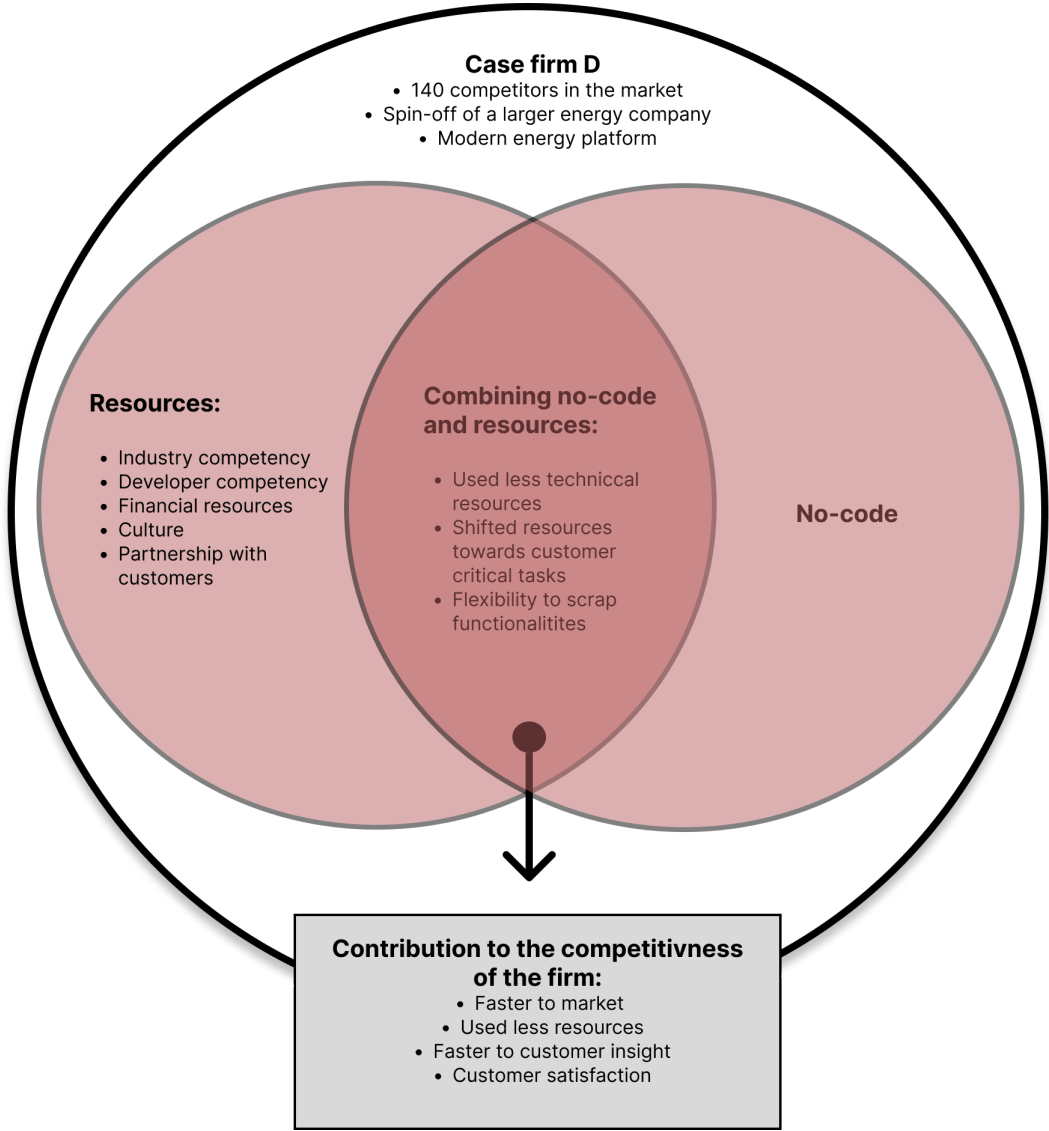 Case firm D
• 140 competitors in the market
• Spin-off of a larger energy company
• Modern energy platform
Resources:
• Industry competency
• Developer competency
• Financial resources
• Culture
• Partnership with
customers
Combining no-code
and resources:
• Used less techniccal
resources
• Shifted resources
towards customer
critical tasks
• Flexibility to scrap
functionalitites
No-code
Contribution to the competitivness
of the firm:
• Faster to market
• Used less resources
• Faster to customer insight
• Customer satisfaction